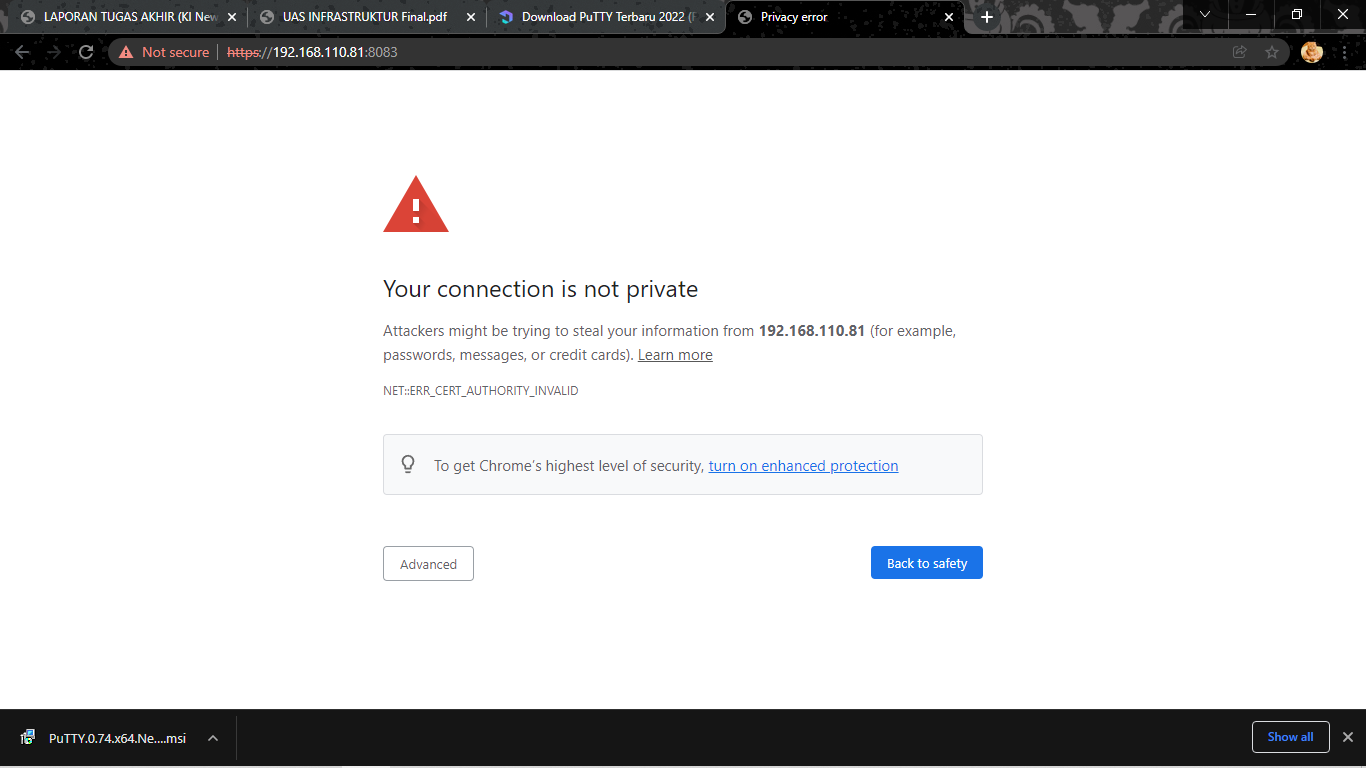 LAPORAN TUGAS AKHIR (KI New
UAS INFRASTRUKTUR Final.pdf
Download PuTTY Terbaru 2022 (F
Privacy error
Not secure
https://192.168.110.81:8083
Your connection is not private
Attackers might be trying to steal your information from 192.168.110.81 (for example,
passwords, messages, or credit cards). Learn more
NET::ERR_CERT_AUTHORITY_INVALID
To get Chrome's highest level of security, turn on enhanced protection
Advanced
Back to safety
PuTTY.0.74.x64.Ne....msi
Show all